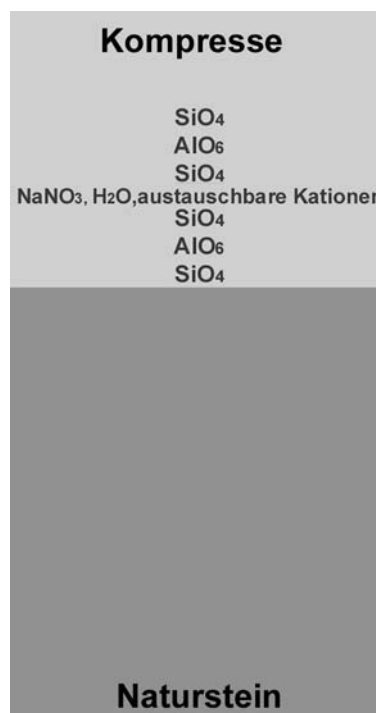 Kompresse
SiO4
AlO6
SiO4
NaNO3, H2O,austauschbare Kationen
SiO4
AlO6
SiO4
Naturstein